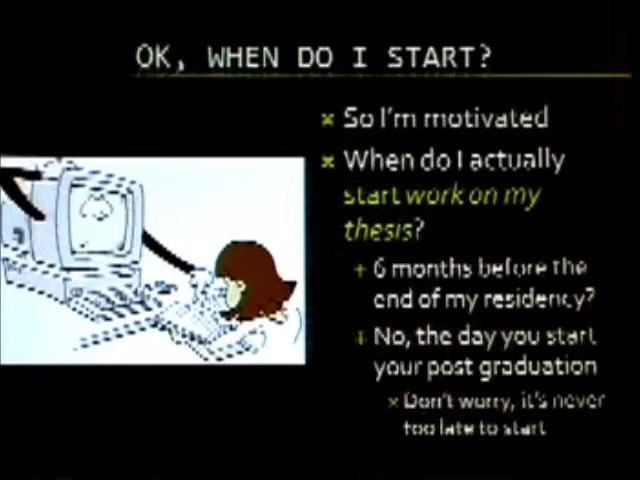 OK, WHEN DO I START?
So I'm motivated
When do I actually
start work on my
thesis?
6 months before the
end of my residency?
No, the day you start
your post graduation
Don't worry, it's never
too late to start